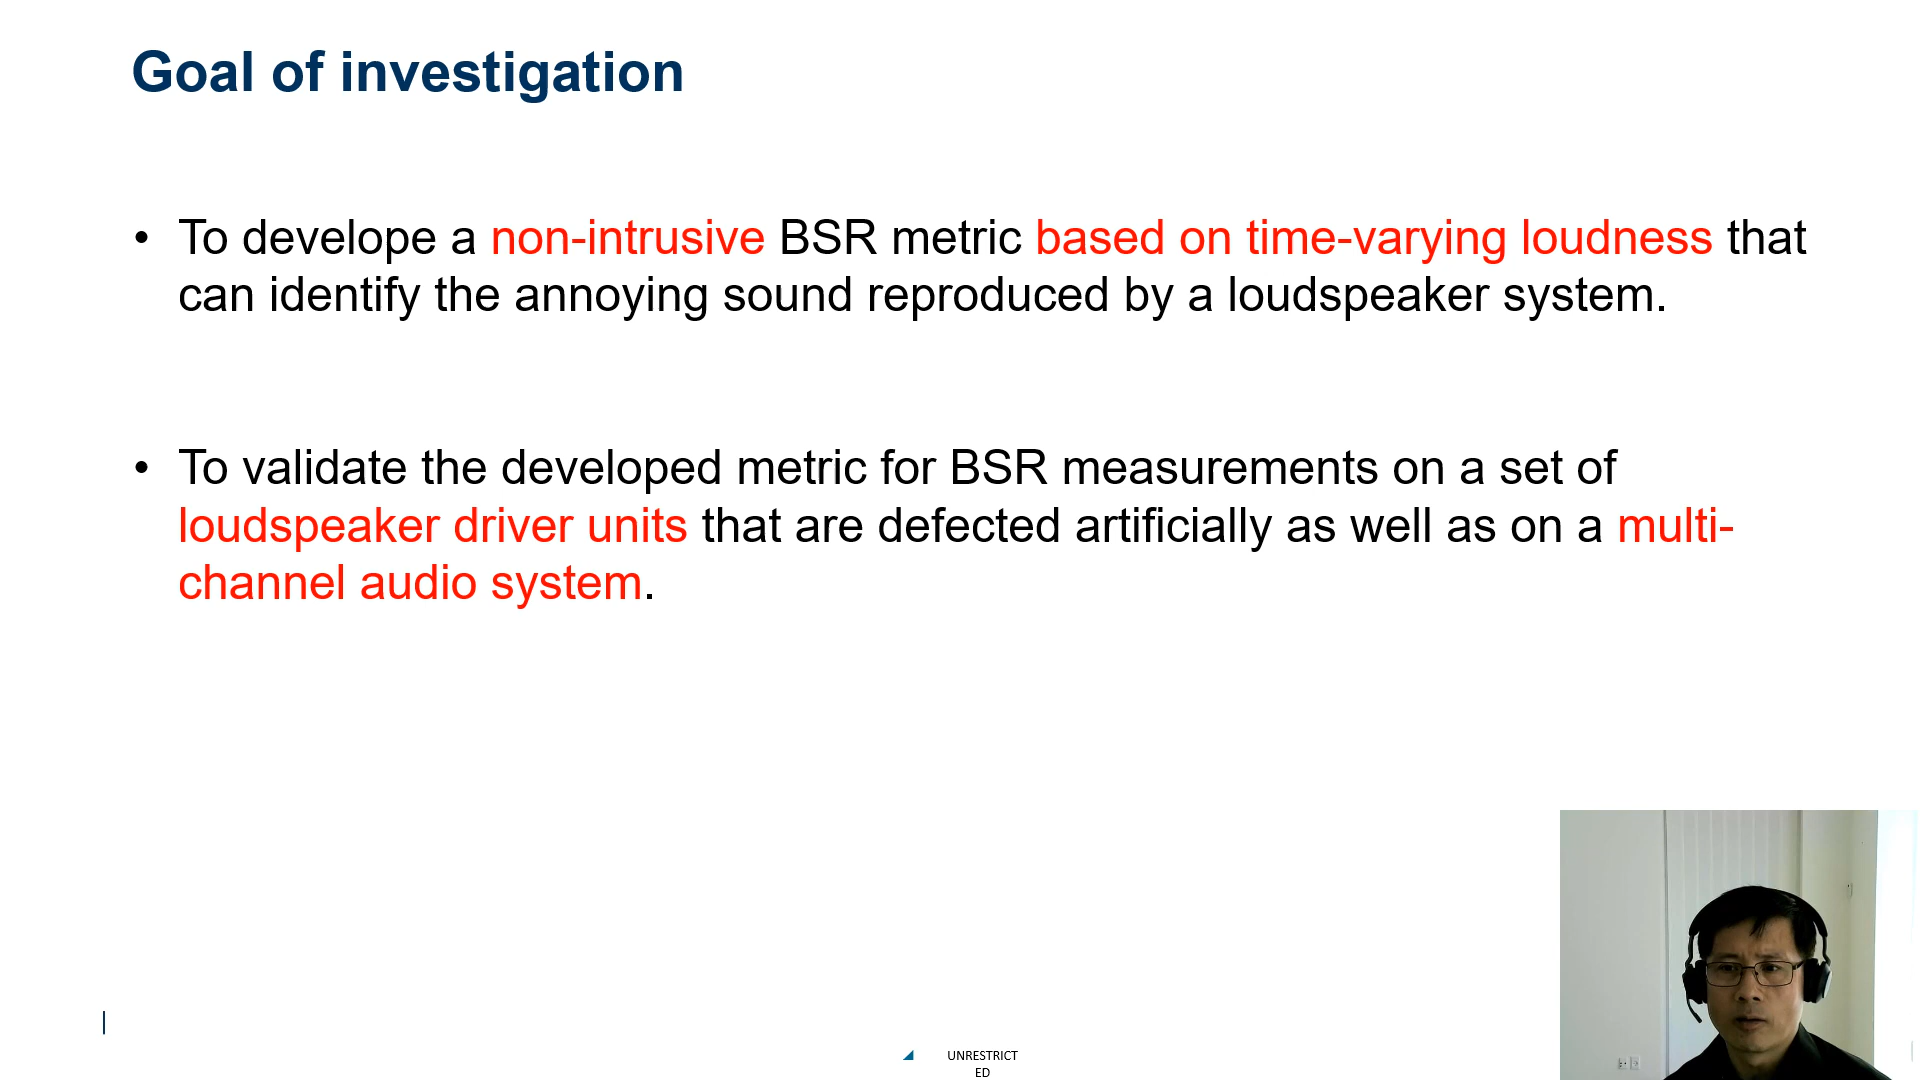 Goal of investigation
• To develope a non-intrusive BSR metric based on time-varying loudness that
can identify the annoying sound reproduced by a loudspeaker system.
• To validate the developed metric for BSR measurements on a set of
loudspeaker driver units that are defected artificially as well as on a multi-
channel audio system.
UNRESTRICT
ED